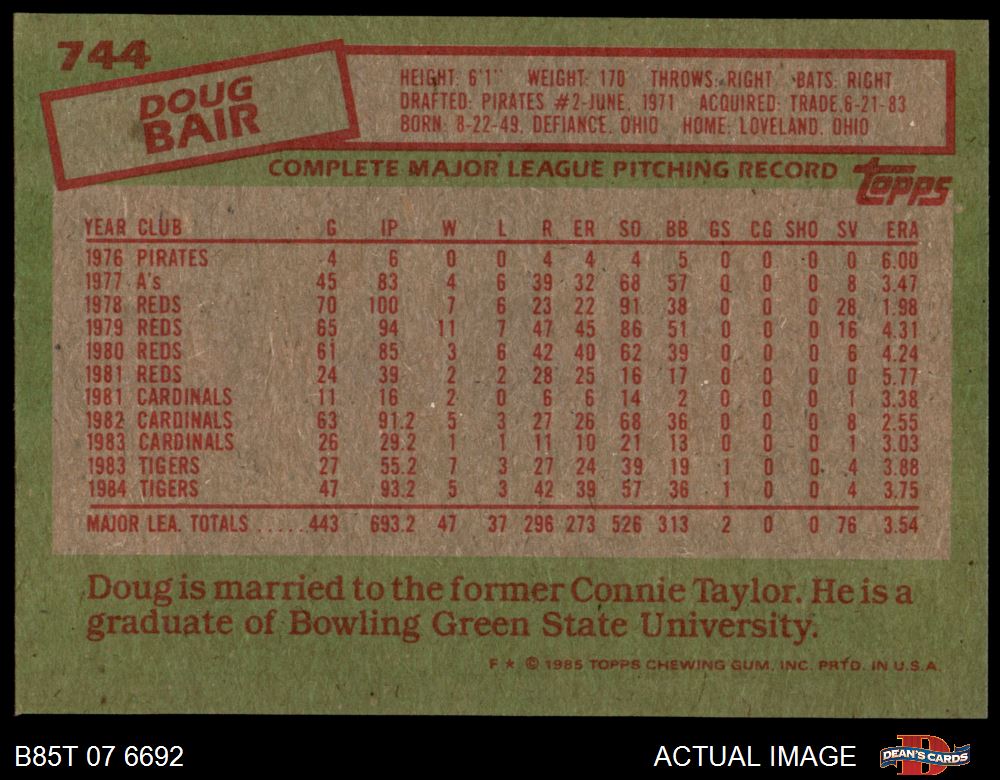 744
DOUG
BAIR
HEIGHT: 6'1" WEIGHT: 170 THROWS: RIGHT BATS: RIGHT
DRAFTED: PIRATES #2-JUNE, 1971 ACQUIRED: TRADE, 6-21-83
BORN: 8-22-49, DEFIANCE, OHIO HOME: LOVELAND, OHIO
COMPLETE MAJOR LEAGUE PITCHING RECORD
topps
YEAR CLUB G IP W L R ER SO BB GS CG SHO SV ERA
1976 PIRATES 4 6 0 0 4 4 4 5 0 0 0 0 6.00
1977 A's 45 83 4 6 39 32 68 57 0 0 0 8 3.47
1978 REDS 70 100 7 6 23 22 91 38 0 0 0 28 1.98
1979 REDS 65 94 11 7 47 45 86 51 0 0 0 16 4.31
1980 REDS 61 85 3 6 42 40 62 39 0 0 0 6 4.24
1981 REDS 24 39 2 2 28 25 16 17 0 0 0 0 5.77
1981 CARDINALS 11 16 2 0 6 6 14 2 0 0 0 1 3.38
1982 CARDINALS 63 91.2 5 3 27 26 68 36 0 0 0 8 2.55
1983 CARDINALS 26 29.2 1 1 11 10 21 13 0 0 0 1 3.03
1983 TIGERS 27 55.2 7 3 27 24 39 19 1 0 0 4 3.88
1984 TIGERS 47 93.2 5 3 42 39 57 36 1 0 0 4 3.75
MAJOR LEA. TOTALS ......443 693.2 47 37 296 273 526 313 2 0 0 76 3.54
Doug is married to the former Connie Taylor. He is a
graduate of Bowling Green State University.
F ★ © 1985 TOPPS CHEWING GUM, INC. PRTD. IN U.S.A.
B85T 07 6692 ACTUAL IMAGE DEAN'S CARDS